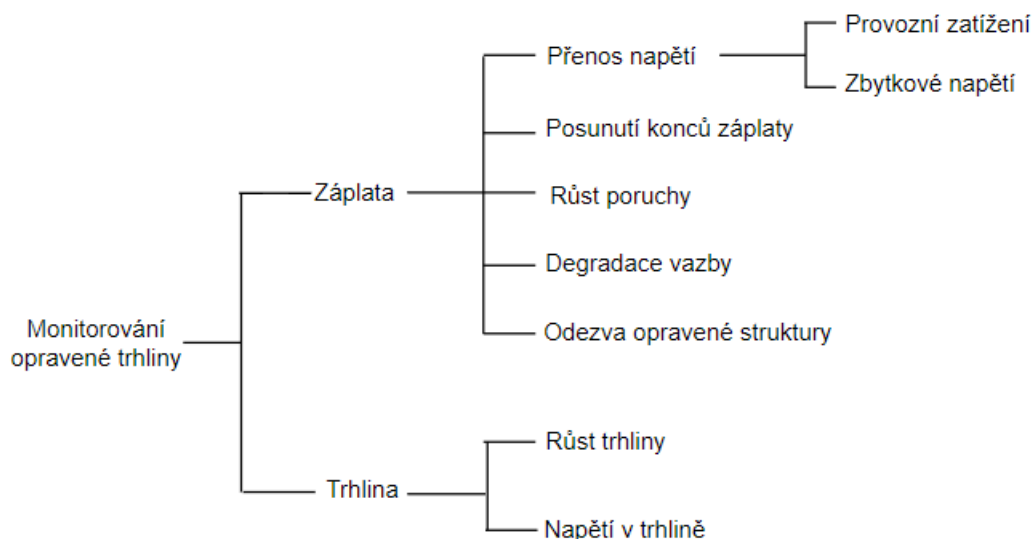 Monitorování
opravené trhliny
Záplata
Přenos napětí
Provozní zatížení
Zbytkové napětí
Posunutí konců záplaty
Růst poruchy
Degradace vazby
Odezva opravené struktury
Trhlina
Růst trhliny
Napětí v trhlině